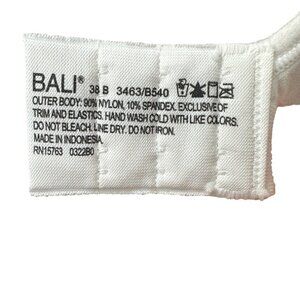 BALI® 38 B 3463/B540
OUTER BODY: 90% NYLON, 10% SPANDEX. EXCLUSIVE OF
TRIM AND ELASTICS. HAND WASH COLD WITH LIKE COLORS.
DO NOT BLEACH. LINE DRY. DO NOT IRON.
MADE IN INDONESIA.
RN15763 0322B0